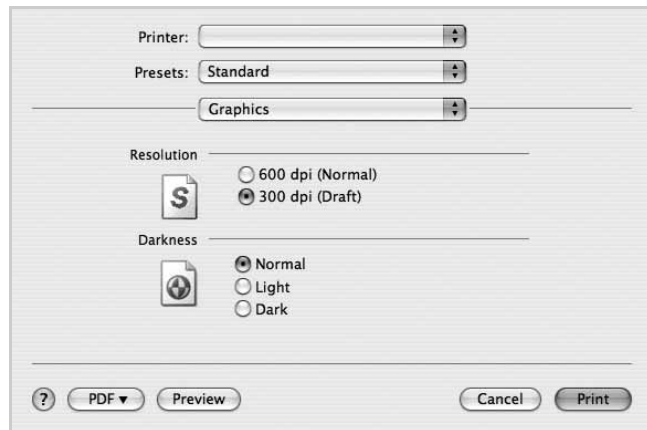 Printer:
Presets: Standard
Graphics
Resolution
600 dpi (Normal)
S
300 dpi (Draft)
Darkness
Normal
Light
Dark
? PDF ▼ Preview Cancel Print